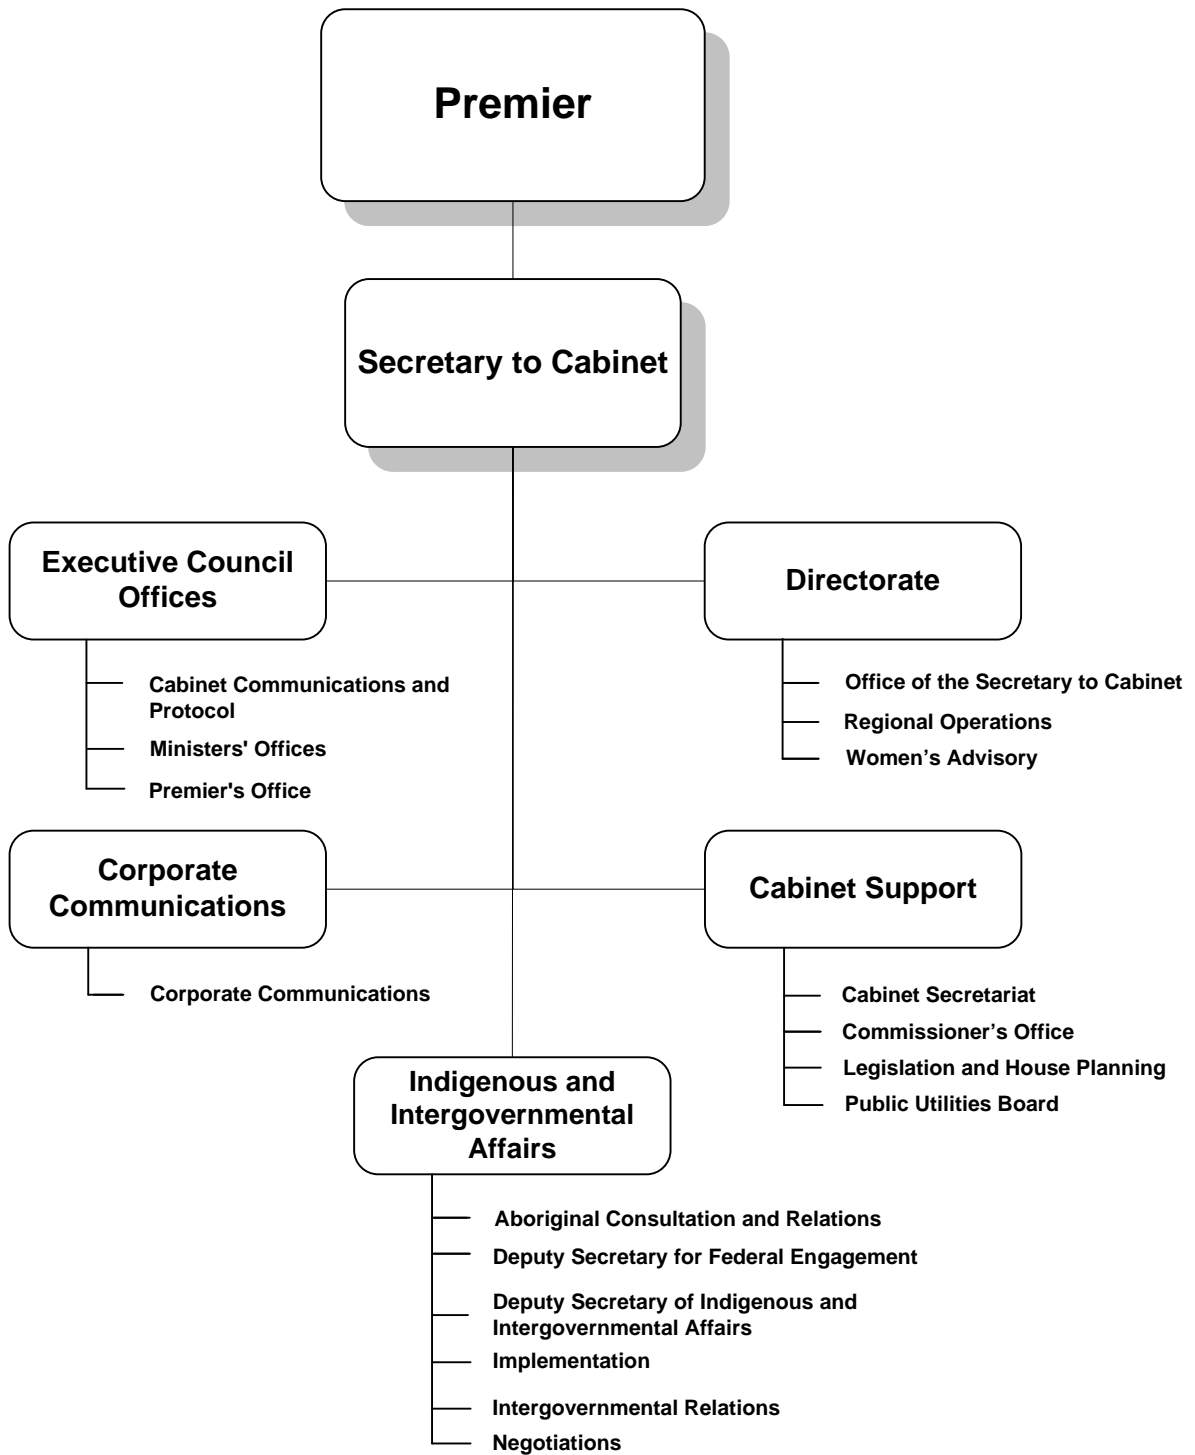 Premier
Secretary to Cabinet
Executive Council
Offices
Cabinet Communications and
Protocol
Ministers' Offices
Premier's Office
Directorate
Office of the Secretary to Cabinet
Regional Operations
Women’s Advisory
Corporate
Communications
Corporate Communications
Cabinet Support
Cabinet Secretariat
Commissioner’s Office
Legislation and House Planning
Public Utilities Board
Indigenous and
Intergovernmental
Affairs
Aboriginal Consultation and Relations
Deputy Secretary for Federal Engagement
Deputy Secretary of Indigenous and
Intergovernmental Affairs
Implementation
Intergovernmental Relations
Negotiations